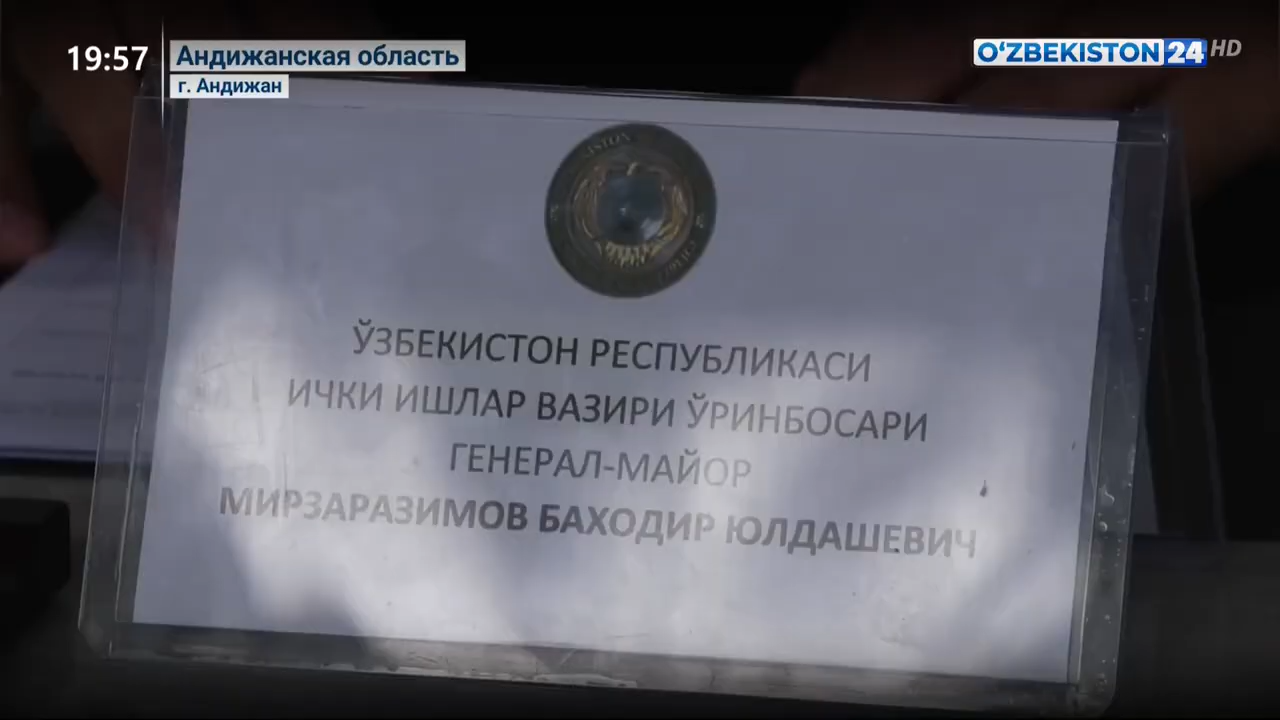 19:57
Андижанская область
г. Андижан
O‘ZBEKISTON 24 HD
ЎЗБЕКИСТОН РЕСПУБЛИКАСИ
ИЧКИ ИШЛАР ВАЗИРИ ЎРИНБОСАРИ
ГЕНЕРАЛ-МАЙОР
МИРЗАРАЗИМОВ БАХОДИР ЮЛДАШЕВИЧ